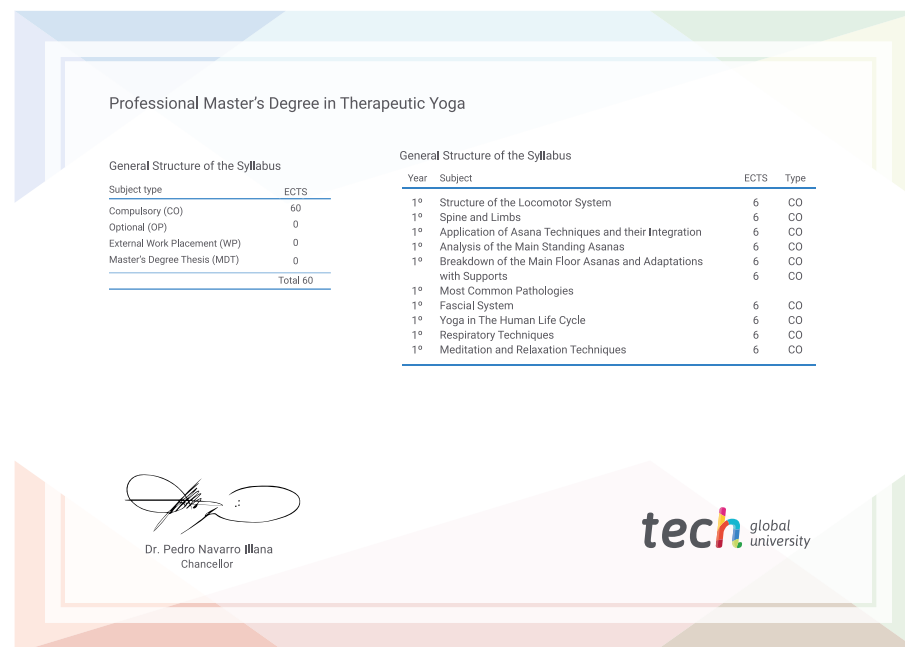 Professional Master's Degree in Therapeutic Yoga
General Structure of the Syllabus
Subject type ECTS
Compulsory (CO) 60
Optional (OP) 0
External Work Placement (WP) 0
Master's Degree Thesis (MDT) 0
Total 60
General Structure of the Syllabus
Year Subject ECTS Type
1º Structure of the Locomotor System 6 CO
1º Spine and Limbs 6 CO
1º Application of Asana Techniques and their Integration 6 CO
1º Analysis of the Main Standing Asanas 6 CO
1º Breakdown of the Main Floor Asanas and Adaptations 6 CO
with Supports 6 CO
1º Most Common Pathologies
1º Fascial System 6 CO
1º Yoga in The Human Life Cycle 6 CO
1º Respiratory Techniques 6 CO
1º Meditation and Relaxation Techniques 6 CO
Dr. Pedro Navarro Illana
Chancellor
tech global
university